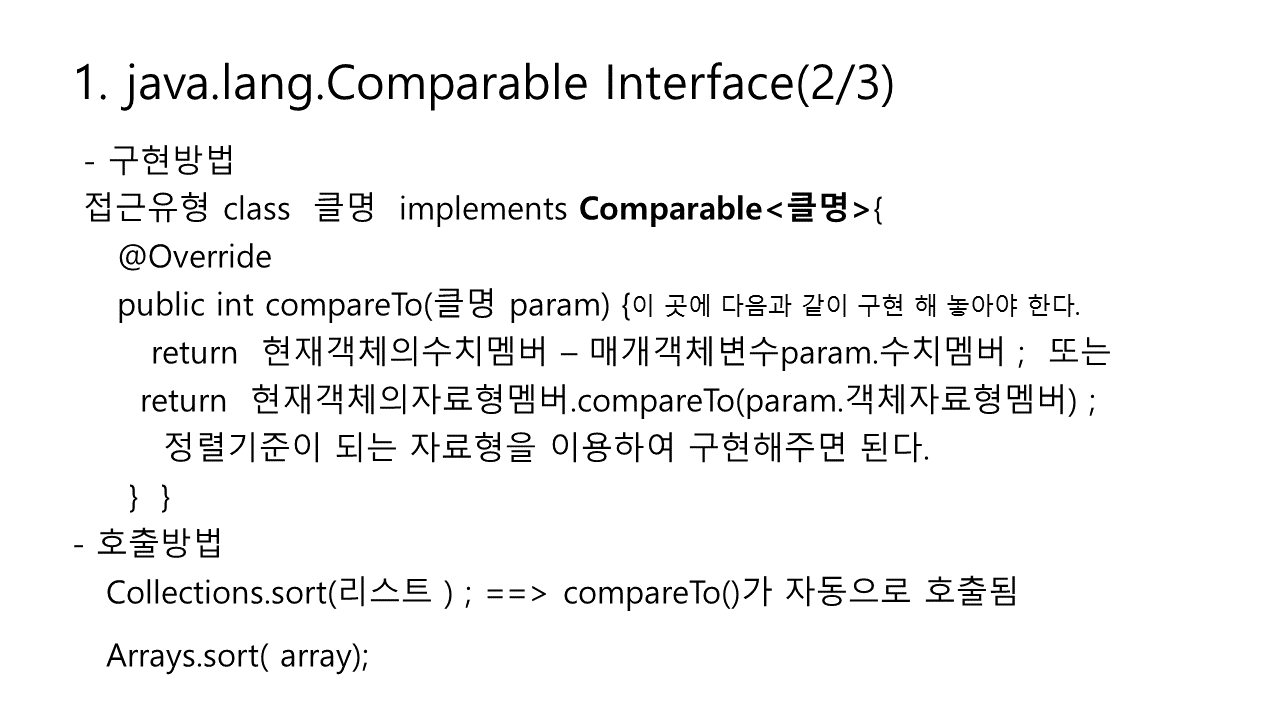 1. java.lang.Comparable Interface(2/3)
- 구현방법
접근유형 class 클명 implements Comparable<클명>{
@Override
public int compareTo(클명 param) {이 곳에 다음과 같이 구현 해 놓아야 한다.
return 현재객체의수치멤버 – 매개객체변수param.수치멤버 ; 또는
return 현재객체의자료형멤버.compareTo(param.객체자료형멤버) ;
정렬기준이 되는 자료형을 이용하여 구현해주면 된다.
} }
- 호출방법
Collections.sort(리스트 ) ; ==> compareTo()가 자동으로 호출됨
Arrays.sort( array);